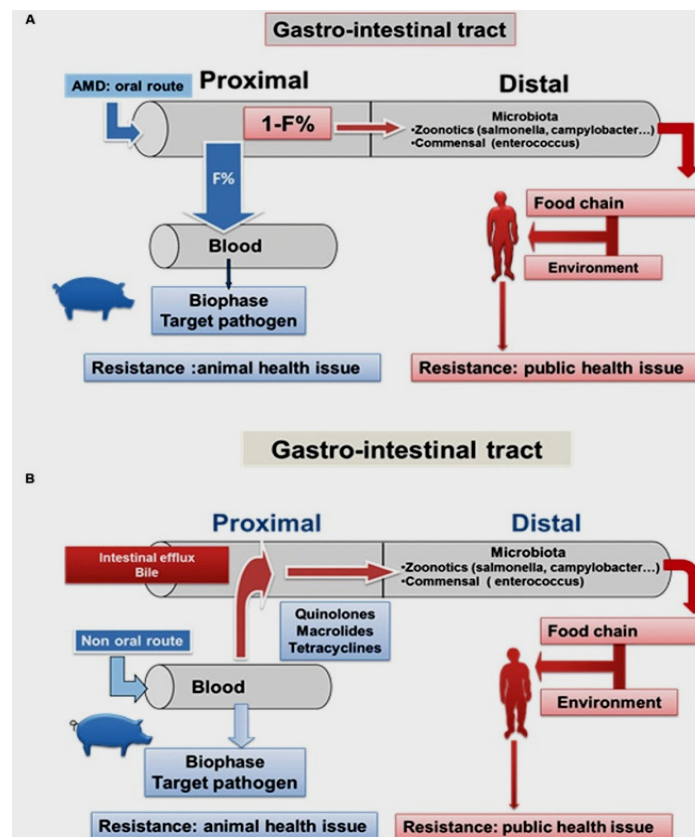 A
Gastro-intestinal tract
Proximal
Distal
AMD: oral route
1-F%
Microbiota
•Zoonotics (salmonella, campylobacter...)
•Commensal (enterococcus)
F%
Food chain
Blood
Environment
Biophase
Target pathogen
Resistance :animal health issue
Resistance: public health issue
Gastro-intestinal tract
B
Proximal
Distal
Intestinal efflux
Bile
Microbiota
•Zoonotics (salmonella, campylobacter...)
•Commensal ( enterococcus)
Quinolones
Macrolides
Tetracyclines
Non oral route
Food chain
Blood
Environment
Biophase
Target pathogen
Resistance: animal health issue
Resistance: public health issue